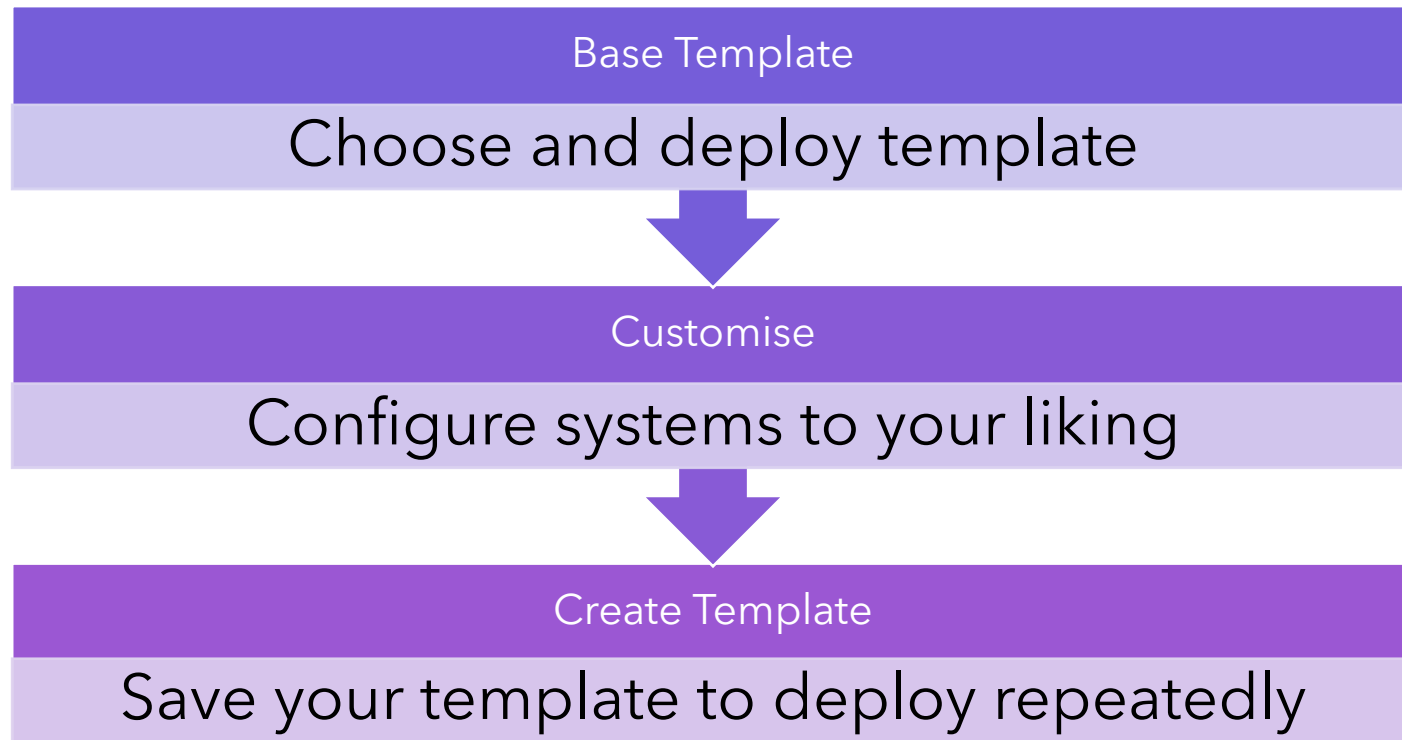 Base Template
Choose and deploy template
Customise
Configure systems to your liking
Create Template
Save your template to deploy repeatedly